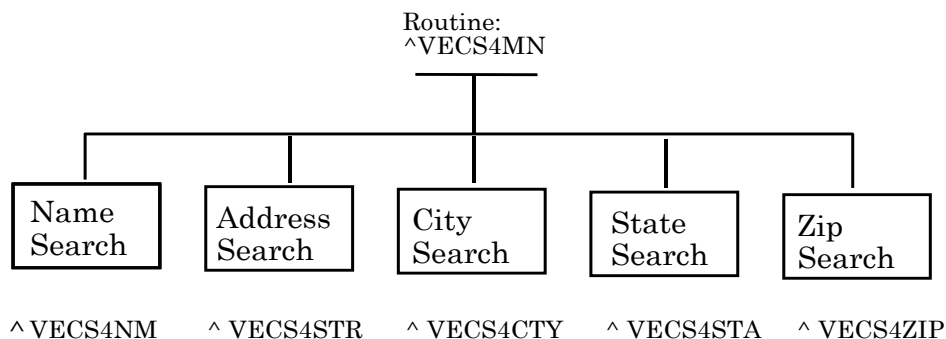 Routine:
^VECS4MN
Name
Search
Address
Search
City
Search
State
Search
Zip
Search
^ VECS4NM
^ VECS4STR
^ VECS4CTY
^ VECS4STA
^ VECS4ZIP